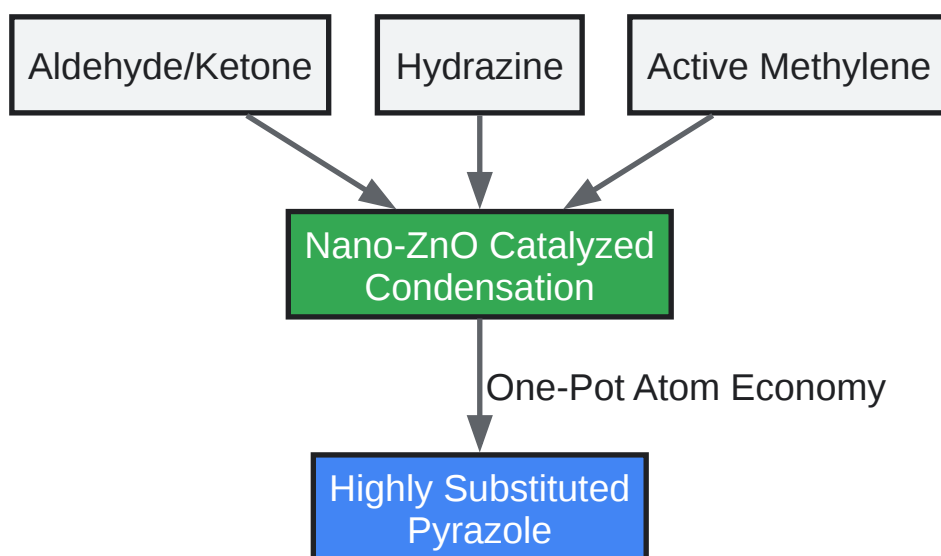 Aldehyde/Ketone
Hydrazine
Active Methylene
Nano-ZnO Catalyzed
Condensation
One-Pot Atom Economy
Highly Substituted
Pyrazole